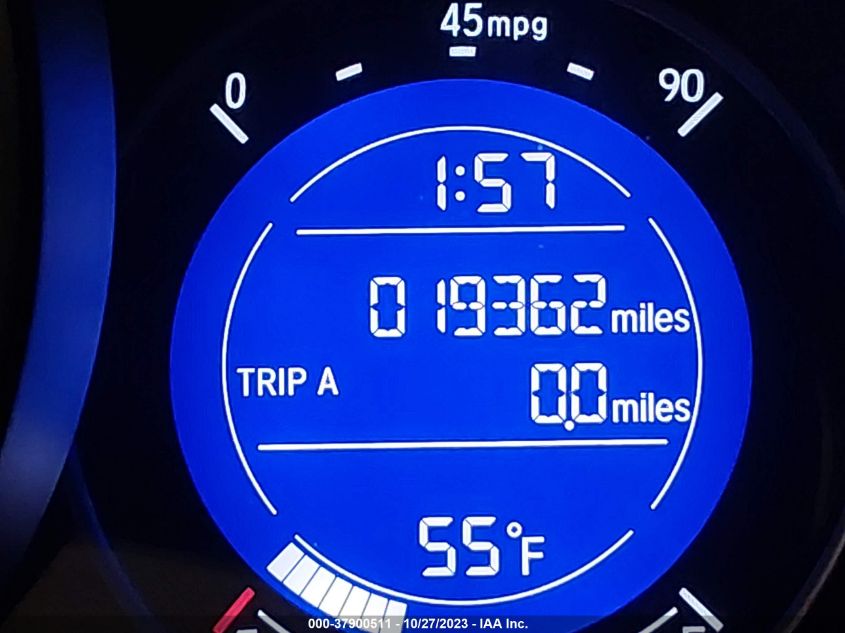 45mpg
0
90
1:57
019362 miles
TRIP A
0.0 miles
55°F
000-37900511 - 10/27/2023 - IAA Inc.